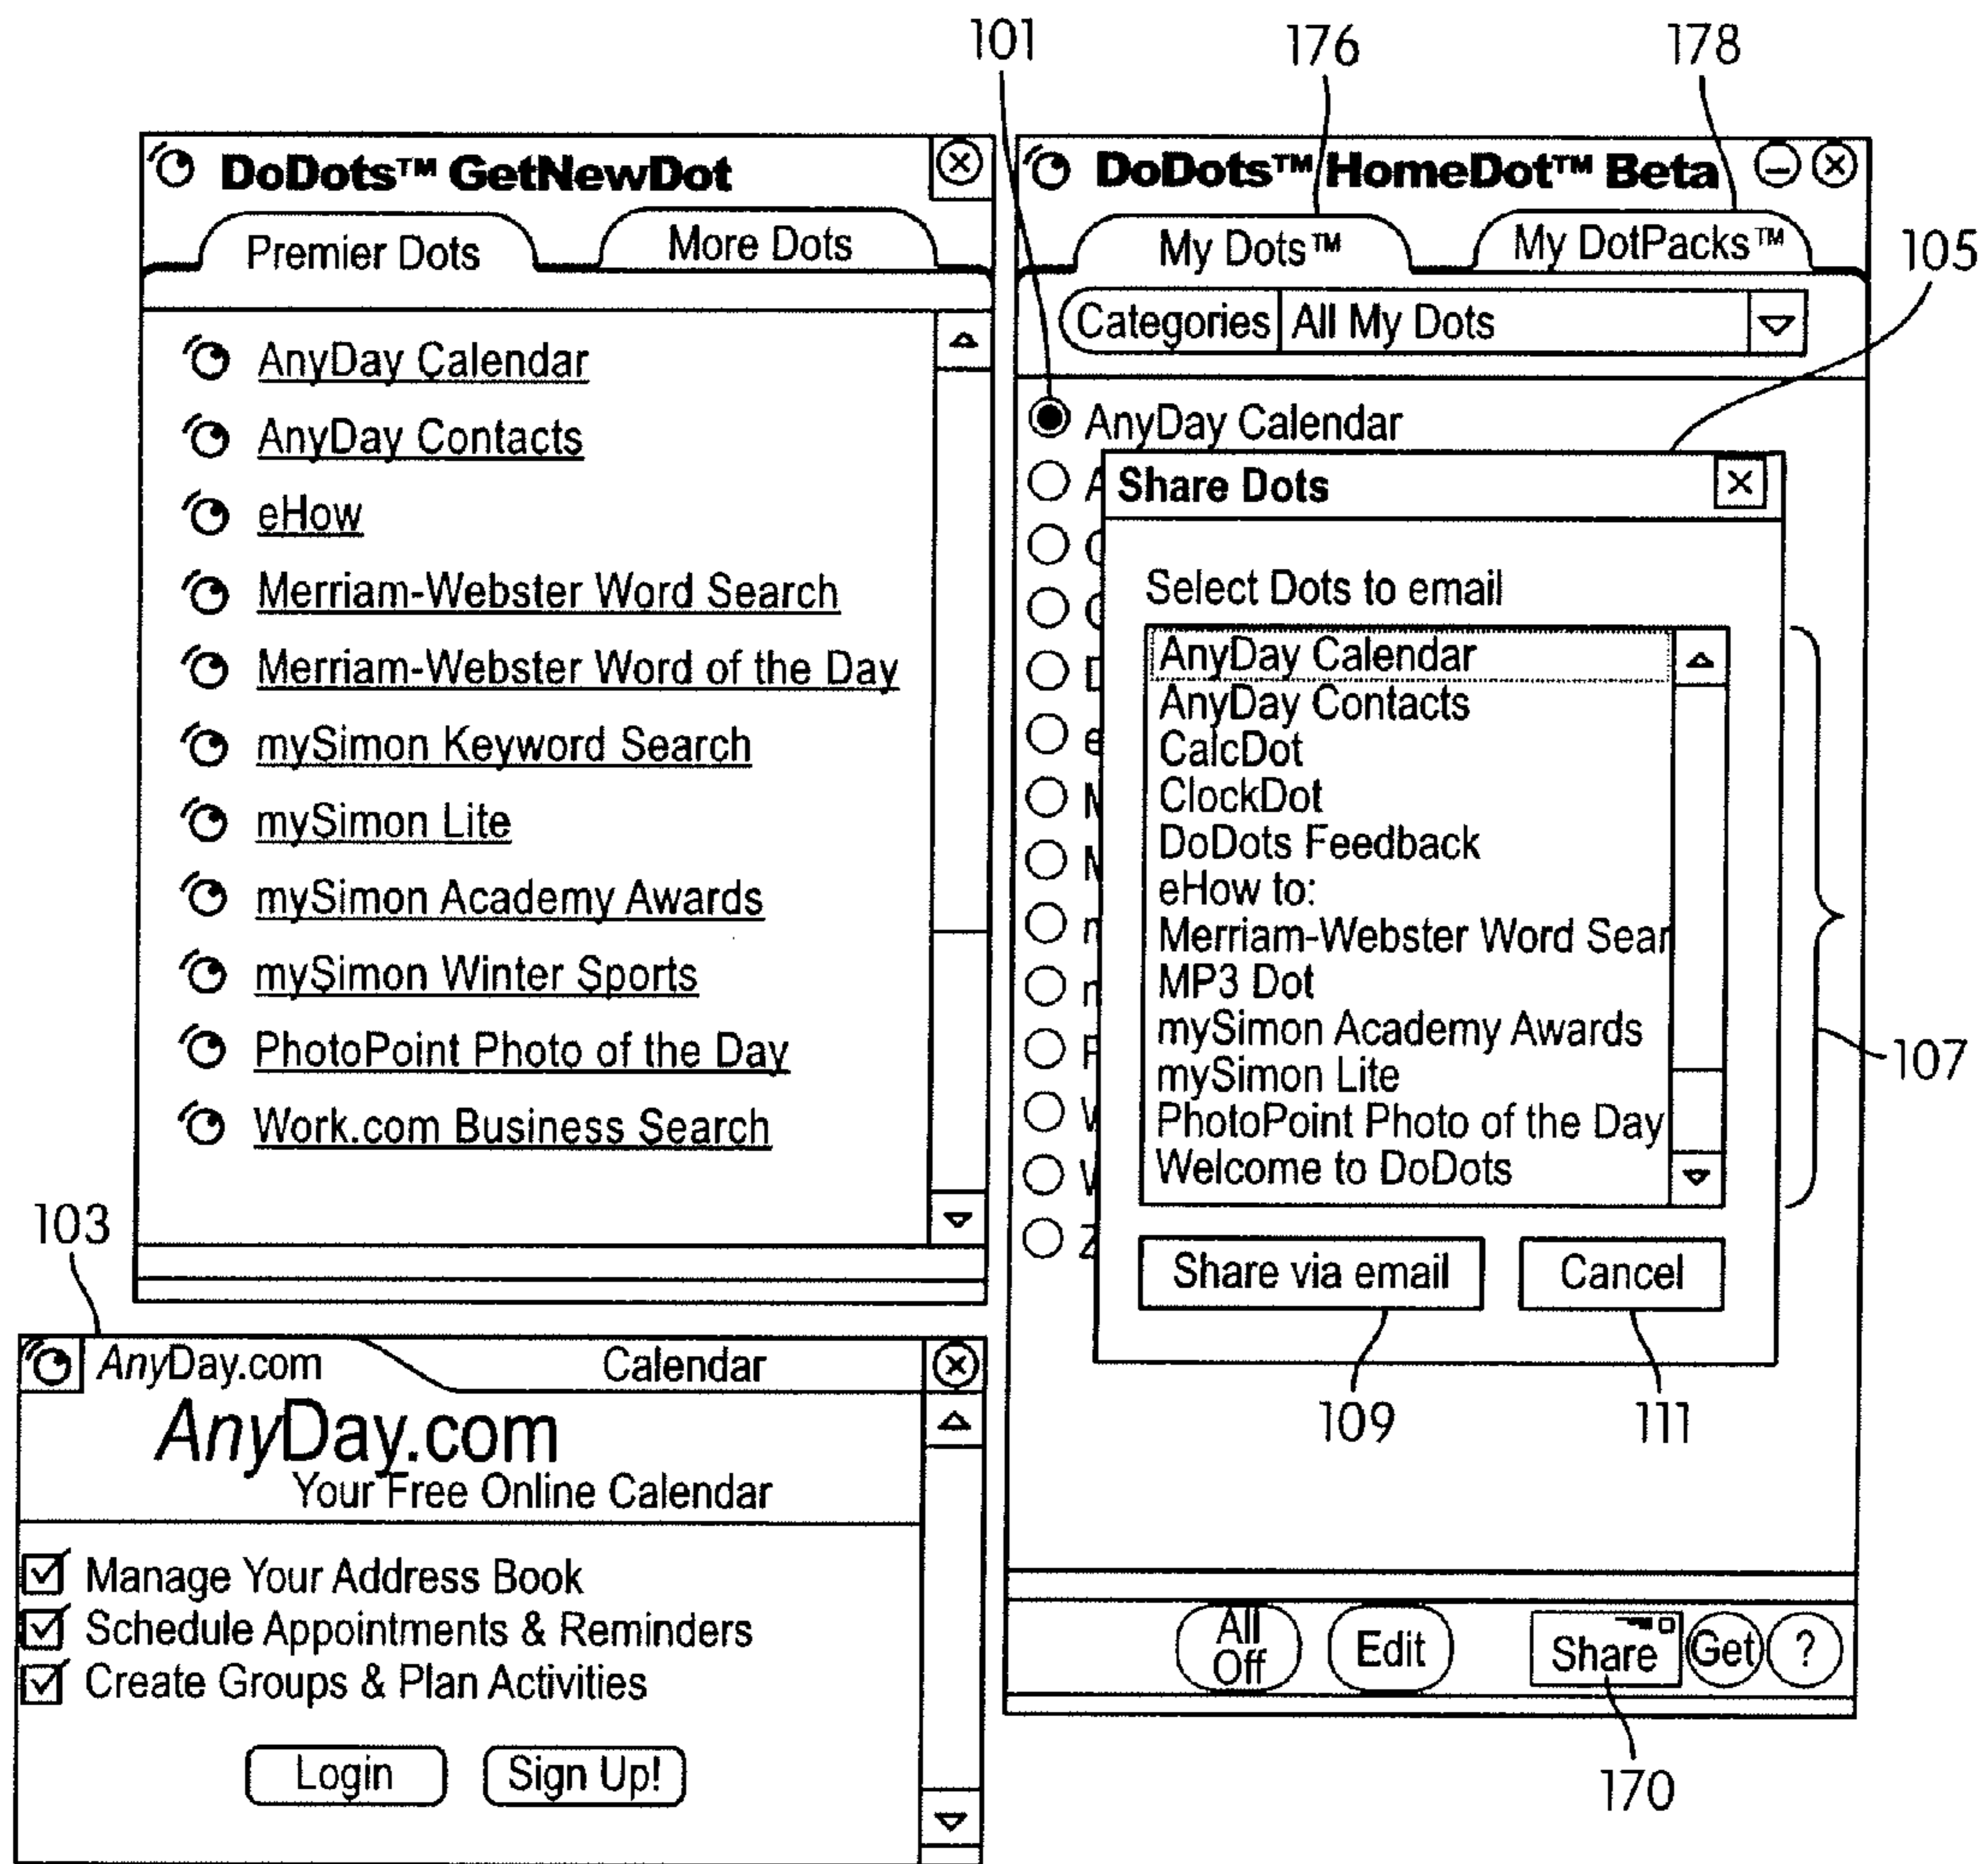 101
176
178
DoDots™ GetNewDot
Premier Dots
More Dots
AnyDay Calendar
AnyDay Contacts
eHow
Merriam-Webster Word Search
Merriam-Webster Word of the Day
mySimon Keyword Search
mySimon Lite
mySimon Academy Awards
mySimon Winter Sports
PhotoPoint Photo of the Day
Work.com Business Search
DoDots™ HomeDot™ Beta
My Dots™
My DotPacks™
105
Categories
All My Dots
AnyDay Calendar
Share Dots
Select Dots to email
AnyDay Calendar
AnyDay Contacts
CalcDot
ClockDot
DoDots Feedback
eHow to:
Merriam-Webster Word Sear
MP3 Dot
mySimon Academy Awards
mySimon Lite
PhotoPoint Photo of the Day
Welcome to DoDots
107
Share via email
Cancel
109
111
103
AnyDay.com
Calendar
AnyDay.com
Your Free Online Calendar
Manage Your Address Book
Schedule Appointments & Reminders
Create Groups & Plan Activities
Login
Sign Up!
All Off
Edit
Share
Get
?
170